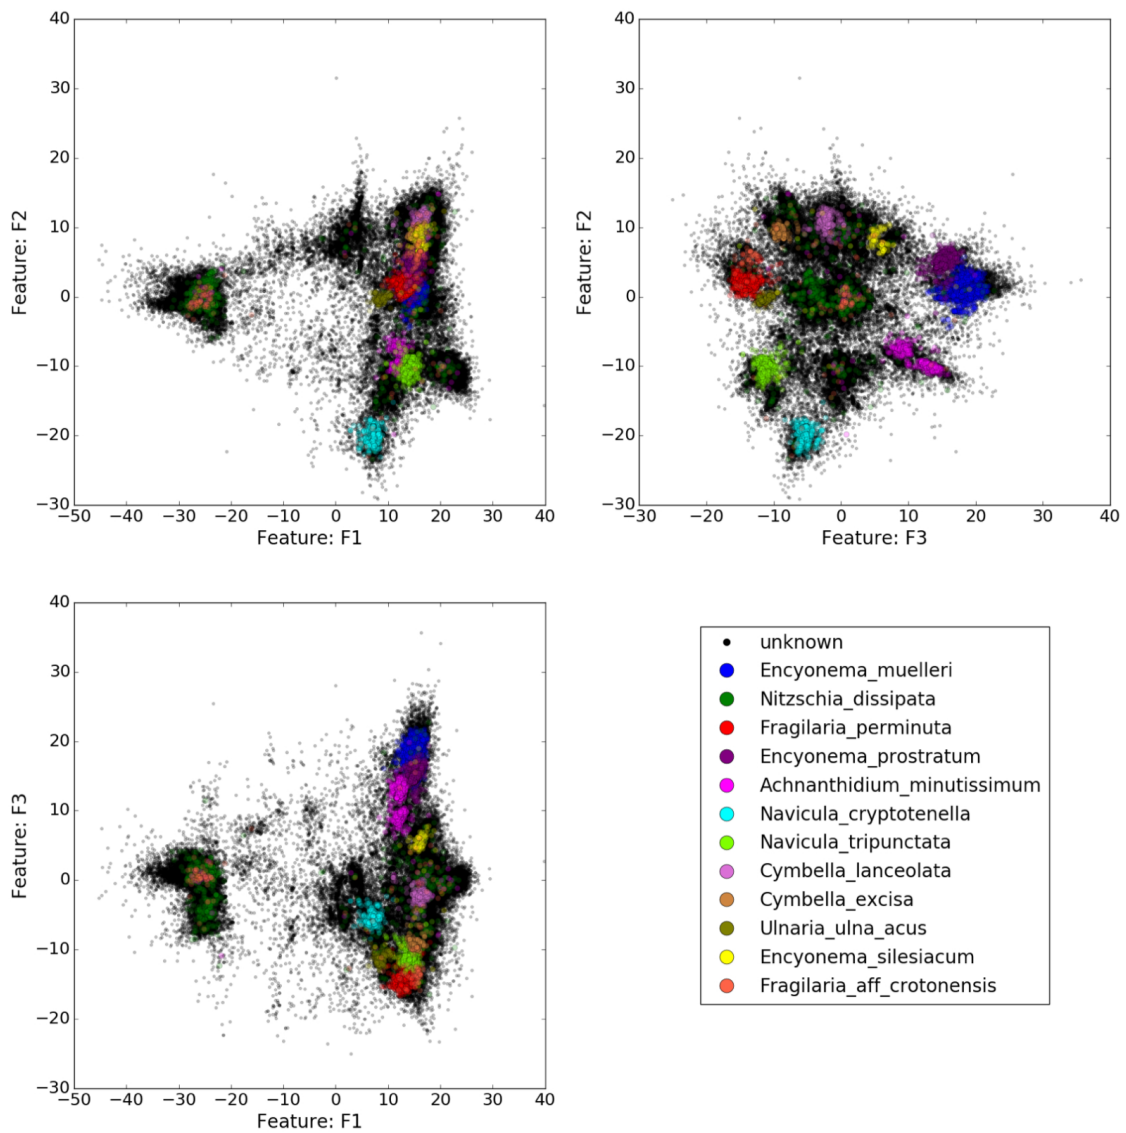 40
30
20
10
0
−10
−20
−30
−50
−40
−30
−20
−10
0
10
20
30
40
Feature: F1
Feature: F2
40
30
20
10
0
−10
−20
−30
−30
−20
−10
0
10
20
30
40
Feature: F3
Feature: F2
40
30
20
10
0
−10
−20
−30
−50
−40
−30
−20
−10
0
10
20
30
40
Feature: F1
Feature: F3
unknown
Encyonema_muelleri
Nitzschia_dissipata
Fragilaria_perminuta
Encyonema_prostratum
Achnanthidium_minutissimum
Navicula_cryptotenella
Navicula_tripunctata
Cymbella_lanceolata
Cymbella_excisa
Ulnaria_ulna_acus
Encyonema_silesiacum
Fragilaria_aff_crotonensis